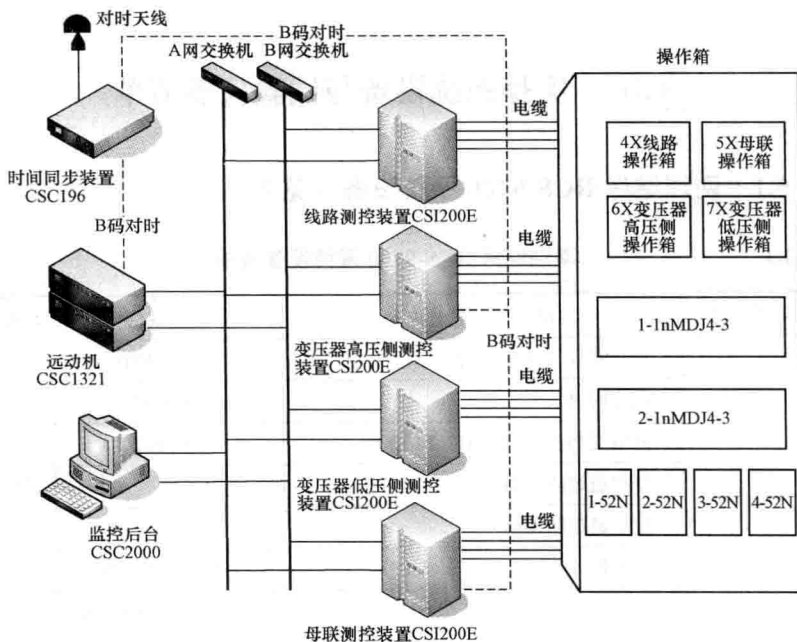 对时天线
B码对时
A网交换机
B网交换机
时间同步装置
CSC196
B码对时
远动机
CSC1321
监控后台
CSC2000
电缆
线路测控装置CSI200E
电缆
变压器高压侧测控
装置CSI200E
B码对时
电缆
变压器低压侧测控
装置CSI200E
电缆
母联测控装置CSI200E
操作箱
4X线路
操作箱
5X母联
操作箱
6X变压器
高压侧
操作箱
7X变压器
低压侧
操作箱
1-1nMDJ4-3
2-1nMDJ4-3
1-52N
2-52N
3-52N
4-52N